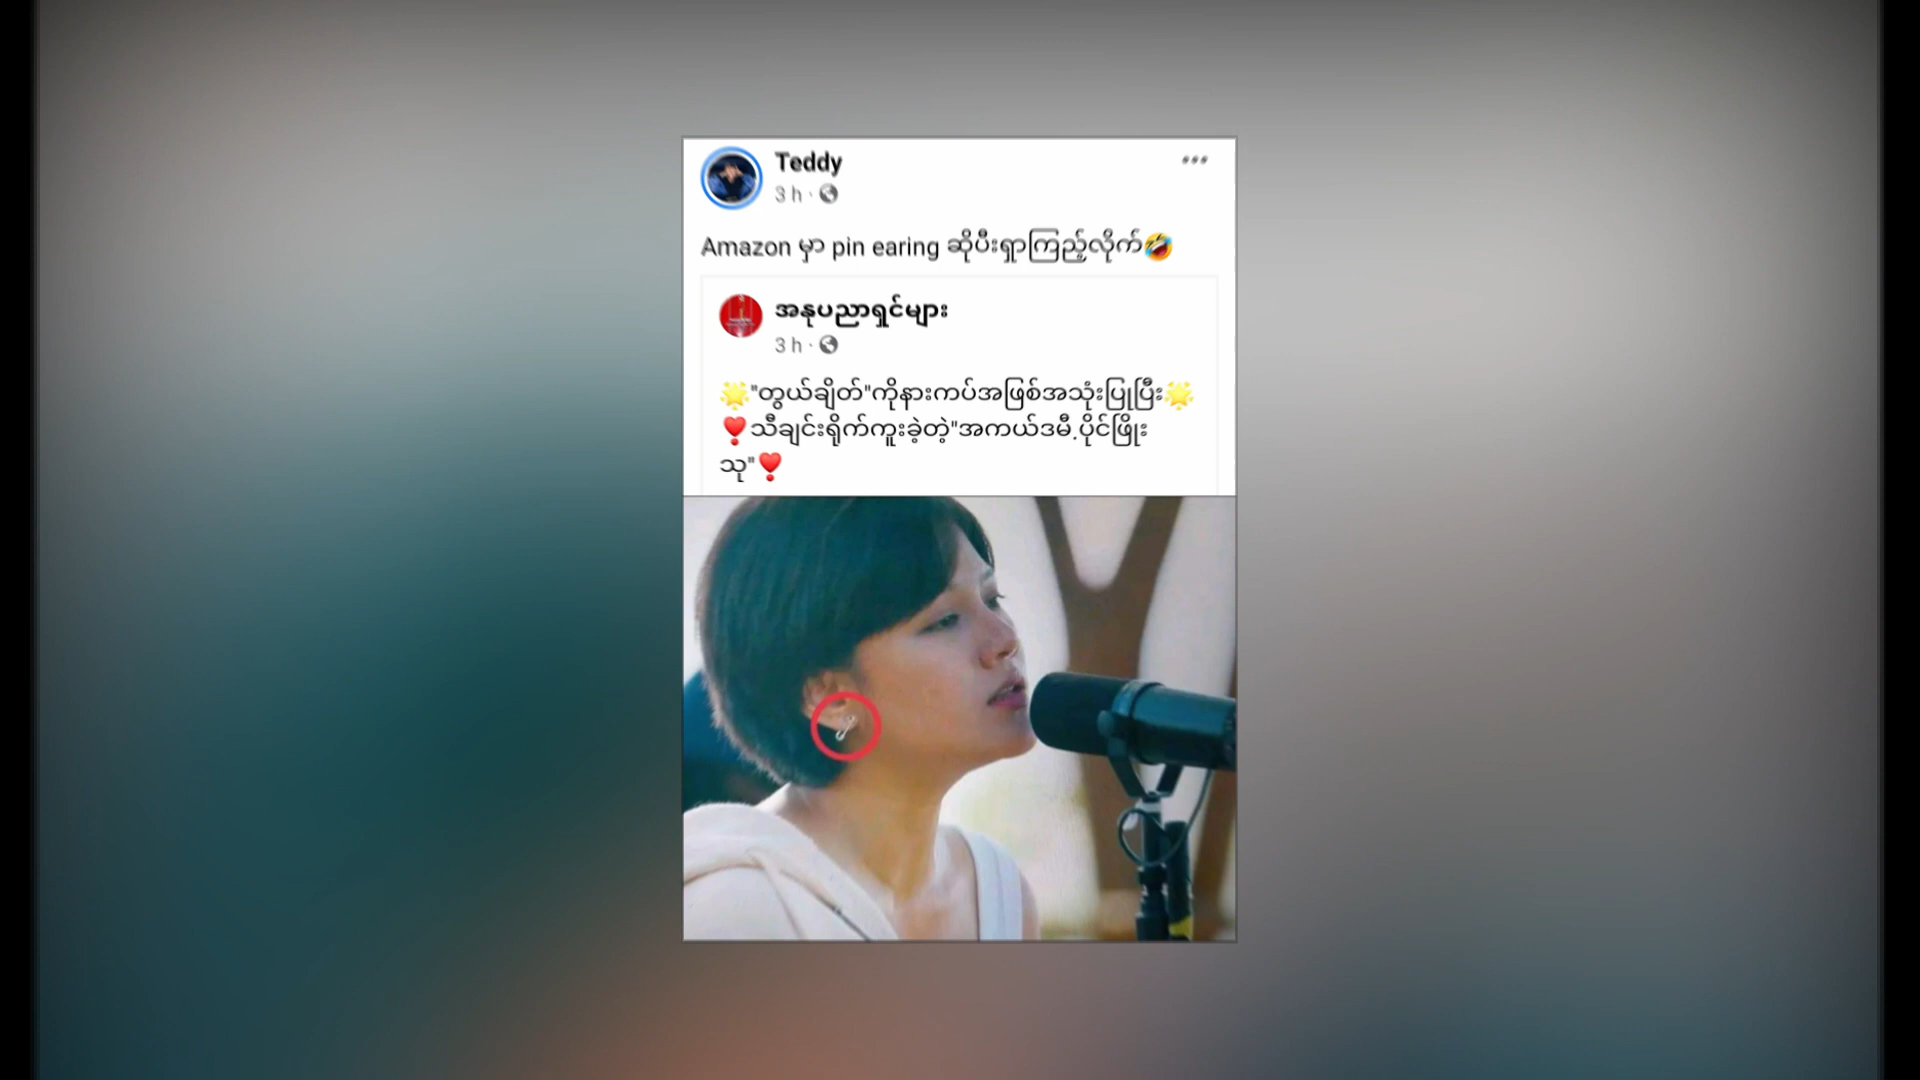 Teddy
3 h ·
Amazon မှာ pin earing ဆိုပီးရှာကြည့်လိုက်🤣
အနုပညာရှင်များ
3 h ·
🌟"တွယ်ချိတ်"ကိုနားကပ်အဖြစ်အသုံးပြုပြီး🌟
❣️သီချင်းရိုက်ကူးခဲ့တဲ့"အကယ်ဒမီ.ပိုင်ဖြိုး
သု"❣️